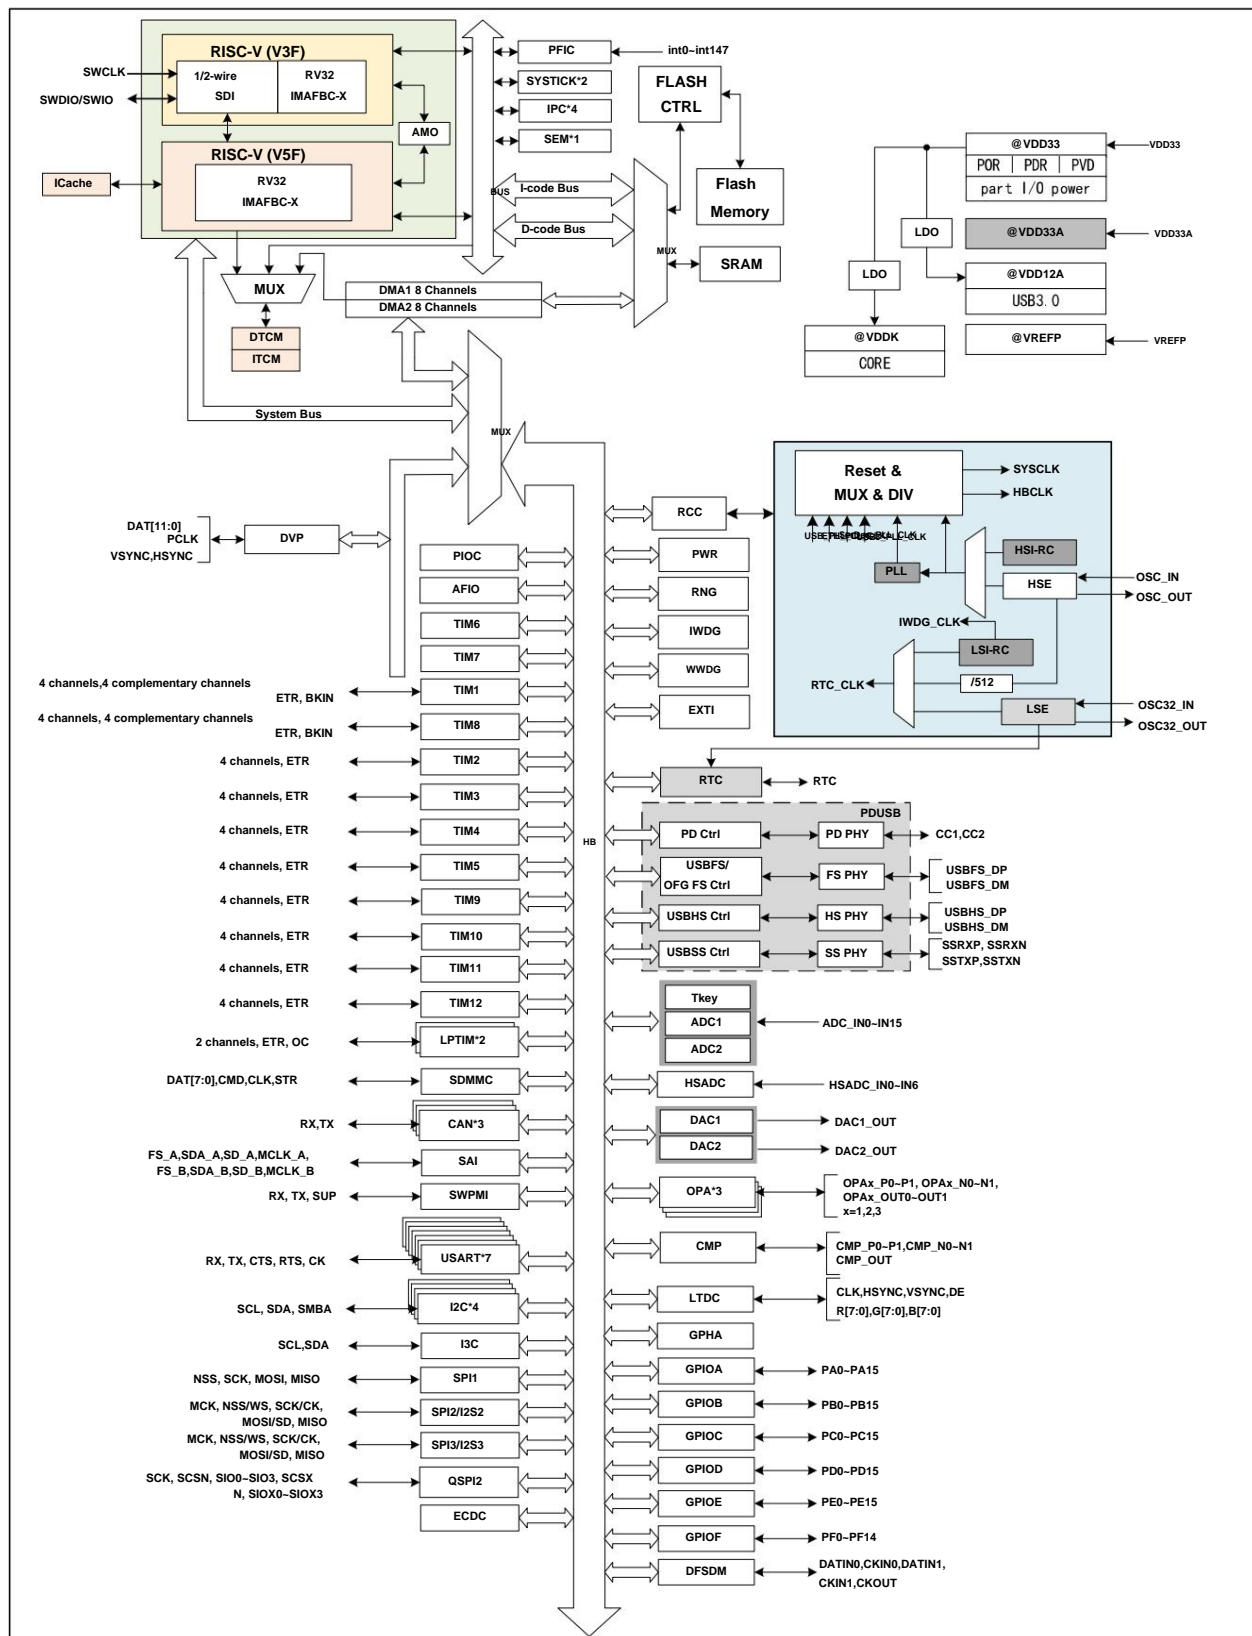 RISC-V (V3F)
SWCLK
SWDIO/SWIO
1/2-wire
SDI
RV32
IMAFBC-X
AMO
RISC-V (V5F)
RV32
IMAFBC-X
ICache
PFIC
int0~int147
SYSTICK*2
IPC*4
SEM*1
FLASH
CTRL
Flash
Memory
BUS
I-code Bus
D-code Bus
MUX
SRAM
MUX
DTCM
ITCM
DMA1 8 Channels
DMA2 8 Channels
System Bus
MUX
@VDD33
POR
PDR
PVD
part I/O power
VDD33
LDO
@VDD33A
VDD33A
LDO
@VDD12A
USB3.0
@VDDK
CORE
@VREFP
VREFP
Reset &
MUX & DIV
SYSCLK
HBCLK
PLL
HSI-RC
HSE
OSC_IN
OSC_OUT
IWDG_CLK
LSI-RC
RTC_CLK
/512
LSE
OSC32_IN
OSC32_OUT
DAT[11:0]
PCLK
VSYNC,HSYNC
DVP
PIOC
AFIO
TIM6
TIM7
4 channels,4 complementary channels
ETR, BKIN
TIM1
4 channels, 4 complementary channels
ETR, BKIN
TIM8
4 channels, ETR
TIM2
4 channels, ETR
TIM3
4 channels, ETR
TIM4
4 channels, ETR
TIM5
4 channels, ETR
TIM9
4 channels, ETR
TIM10
4 channels, ETR
TIM11
4 channels, ETR
TIM12
2 channels, ETR, OC
LPTIM*2
DAT[7:0],CMD,CLK,STR
SDMMC
RX,TX
CAN*3
FS_A,SDA_A,SD_A,MCLK_A,
FS_B,SDA_B,SD_B,MCLK_B
SAI
RX, TX, SUP
SWPMI
RX, TX, CTS, RTS, CK
USART*7
SCL, SDA, SMBA
I2C*4
SCL,SDA
I3C
NSS, SCK, MOSI, MISO
SPI1
MCK, NSS/WS, SCK/CK,
MOSI/SD, MISO
SPI2/I2S2
MCK, NSS/WS, SCK/CK,
MOSI/SD, MISO
SPI3/I2S3
SCK, SCSN, SIO0~SIO3, SCSX
N, SIOX0~SIOX3
QSPI2
ECDC
HB
RCC
PWR
RNG
IWDG
WWDG
EXTI
RTC
RTC
PDUSB
PD Ctrl
PD PHY
CC1,CC2
USBFS/
OFG FS Ctrl
FS PHY
USBFS_DP
USBFS_DM
USBHS Ctrl
HS PHY
USBHS_DP
USBHS_DM
USBSS Ctrl
SS PHY
SSRXP, SSRXN
SSTXP,SSTXN
Tkey
ADC1
ADC2
ADC_IN0~IN15
HSADC
HSADC_IN0~IN6
DAC1
DAC1_OUT
DAC2
DAC2_OUT
OPA*3
OPAx_P0~P1, OPAx_N0~N1,
OPAx_OUT0~OUT1
x=1,2,3
CMP
CMP_P0~P1,CMP_N0~N1
CMP_OUT
LTDC
CLK,HSYNC,VSYNC,DE
R[7:0],G[7:0],B[7:0]
GPHA
GPIOA
PA0~PA15
GPIOB
PB0~PB15
GPIOC
PC0~PC15
GPIOD
PD0~PD15
GPIOE
PE0~PE15
GPIOF
PF0~PF14
DFSDM
DATIN0,CKIN0,DATIN1,
CKIN1,CKOUT